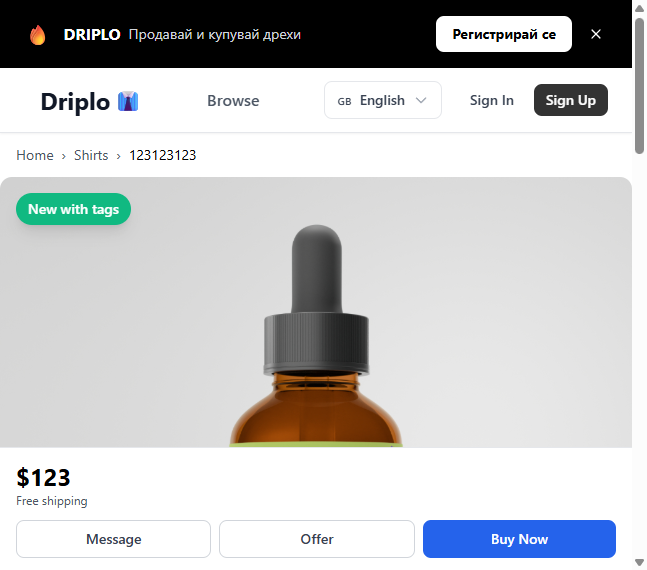 DRIPLO Продавай и купувай дрехи Регистрирай се ×
Driplo Browse GB English Sign In Sign Up
Home › Shirts › 123123123
New with tags
$123
Free shipping
Message Offer Buy Now